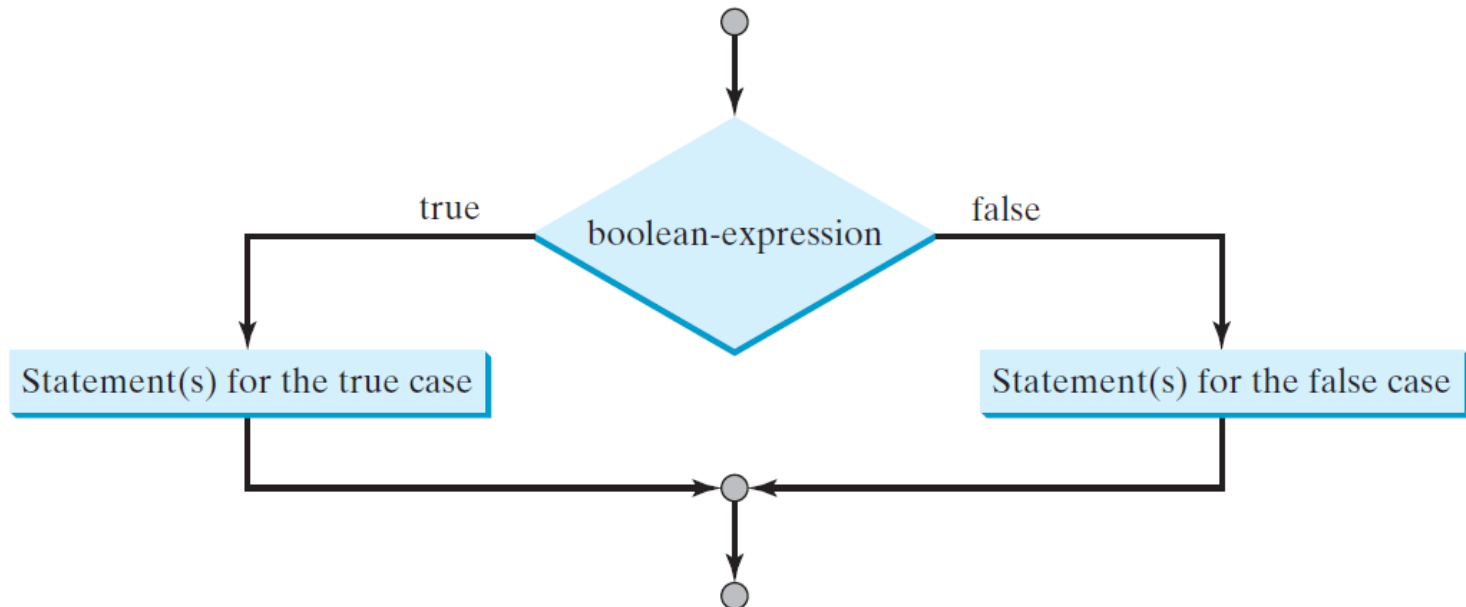 true
false
boolean-expression
Statement(s) for the true case
Statement(s) for the false case